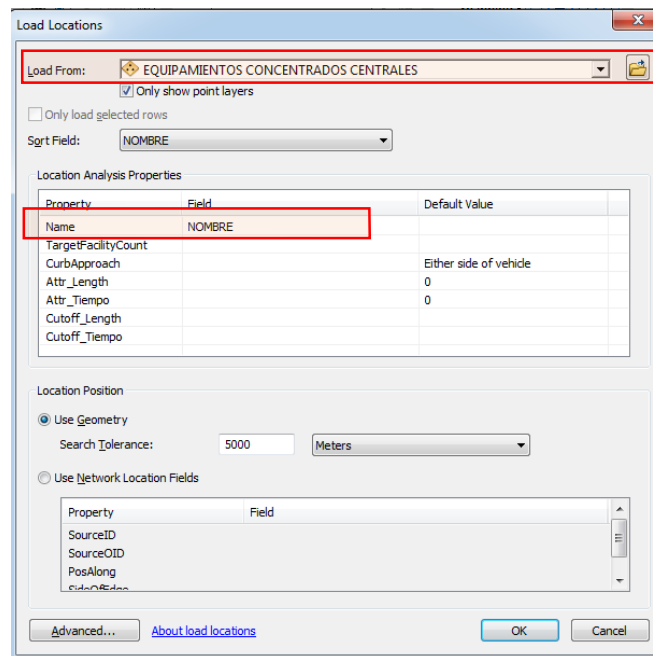 Load Locations
Load From: EQUIPAMIENTOS CONCENTRADOS CENTRALES
Only show point layers
Only load selected rows
Sort Field: NOMBRE
Location Analysis Properties
Property Field Default Value
Name NOMBRE
TargetFacilityCount
CurbApproach Either side of vehicle
Attr_Length 0
Attr_Tiempo 0
Cutoff_Length
Cutoff_Tiempo
Location Position
Use Geometry
Search Tolerance: 5000 Meters
Use Network Location Fields
Property Field
SourceID
SourceOID
PosAlong
SideOfEdge
Advanced... About load locations OK Cancel